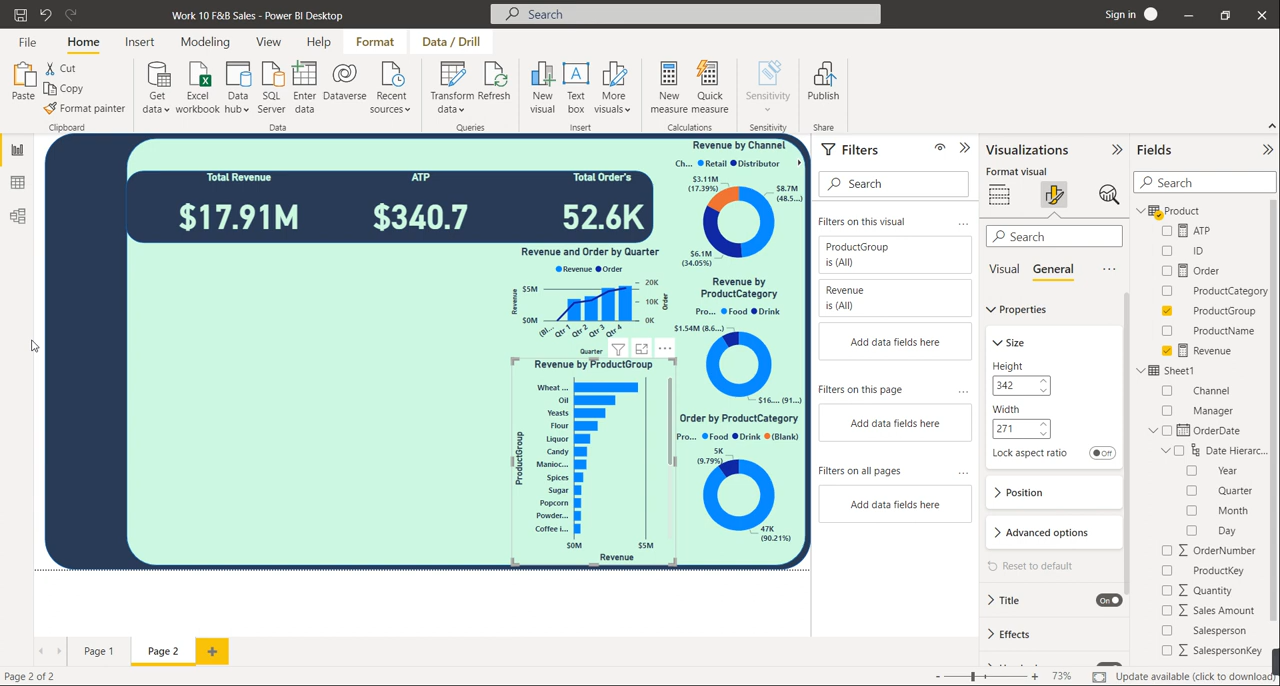 Work 10 F&B Sales - Power BI Desktop
Search
Sign in
File
Home
Insert
Modeling
View
Help
Format
Data / Drill
Paste
Cut
Copy
Format painter
Clipboard
Get data
Excel workbook
Data hub
SQL Server
Enter data
Dataverse
Recent sources
Data
Transform data
Refresh
Queries
New visual
Text box
More visuals
Insert
New measure
Quick measure
Calculations
Sensitivity
Sensitivity
Publish
Share
Total Revenue
ATP
Total Order's
$17.91M
$340.7
52.6K
Revenue by Channel
Ch... Retail Distributor
$3.11M
(17.39%)
$8.7M
(48.5...)
$6.1M
(34.05%)
Revenue and Order by Quarter
Revenue Order
$5M
$0M
20K
10K
0K
Revenue
Order
(Bl... Qtr 1 Qtr 2 Qtr 3 Qtr 4
Quarter
Revenue by
ProductCategory
Pro... Food Drink
$1.54M (8.6...)
$16.... (91...)
Revenue by ProductGroup
Wheat ...
Oil
Yeasts
Flour
Liquor
Candy
Manioc...
Spices
Sugar
Popcorn
Powder...
Coffee i...
ProductGroup
$0M
$5M
Revenue
Order by ProductCategory
Pro... Food Drink (Blank)
5K
(9.79%)
47K
(90.21%)
Filters
Search
Filters on this visual
...
ProductGroup
is (All)
Revenue
is (All)
Add data fields here
Filters on this page
...
Add data fields here
Filters on all pages
...
Add data fields here
Visualizations
Format visual
Search
Visual
General
...
Properties
Size
Height
342
Width
271
Lock aspect ratio
Off
Position
Advanced options
Reset to default
Title
On
Effects
Fields
Search
Product
ATP
ID
Order
ProductCategory
ProductGroup
ProductName
Revenue
Sheet1
Channel
Manager
OrderDate
Date Hierarc...
Year
Quarter
Month
Day
OrderNumber
ProductKey
Quantity
Sales Amount
Salesperson
SalespersonKey
Page 1
Page 2
Page 2 of 2
73%
Update available (click to download)